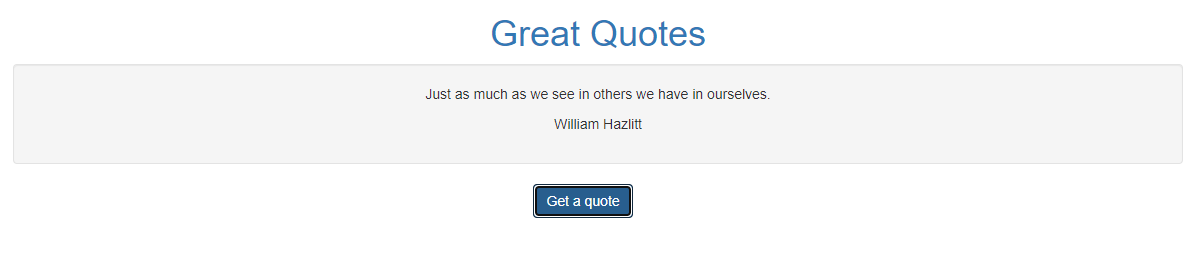 Great Quotes
Just as much as we see in others we have in ourselves.
William Hazlitt
Get a quote